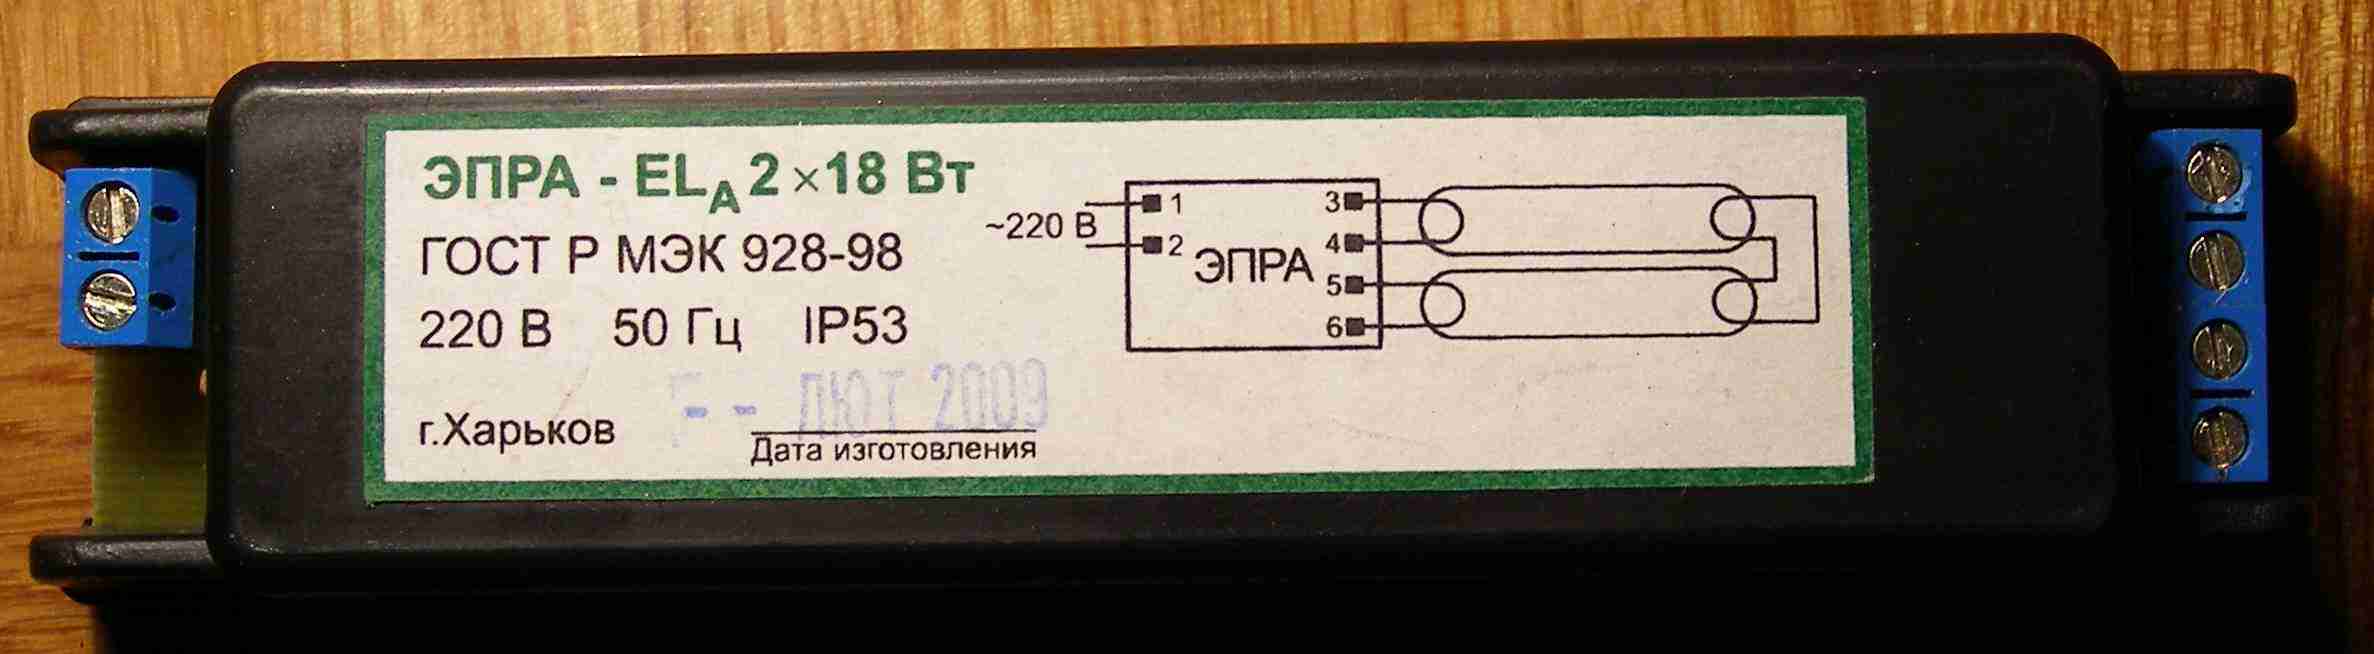 ЭПРА - ELA 2×18 Вт
ГОСТ Р МЭК 928-98
220 В 50 Гц IP53
г.Харьков
- - ЛЮТ 2009
Дата изготовления
~220 В
1
2
ЭПРА
3
4
5
6